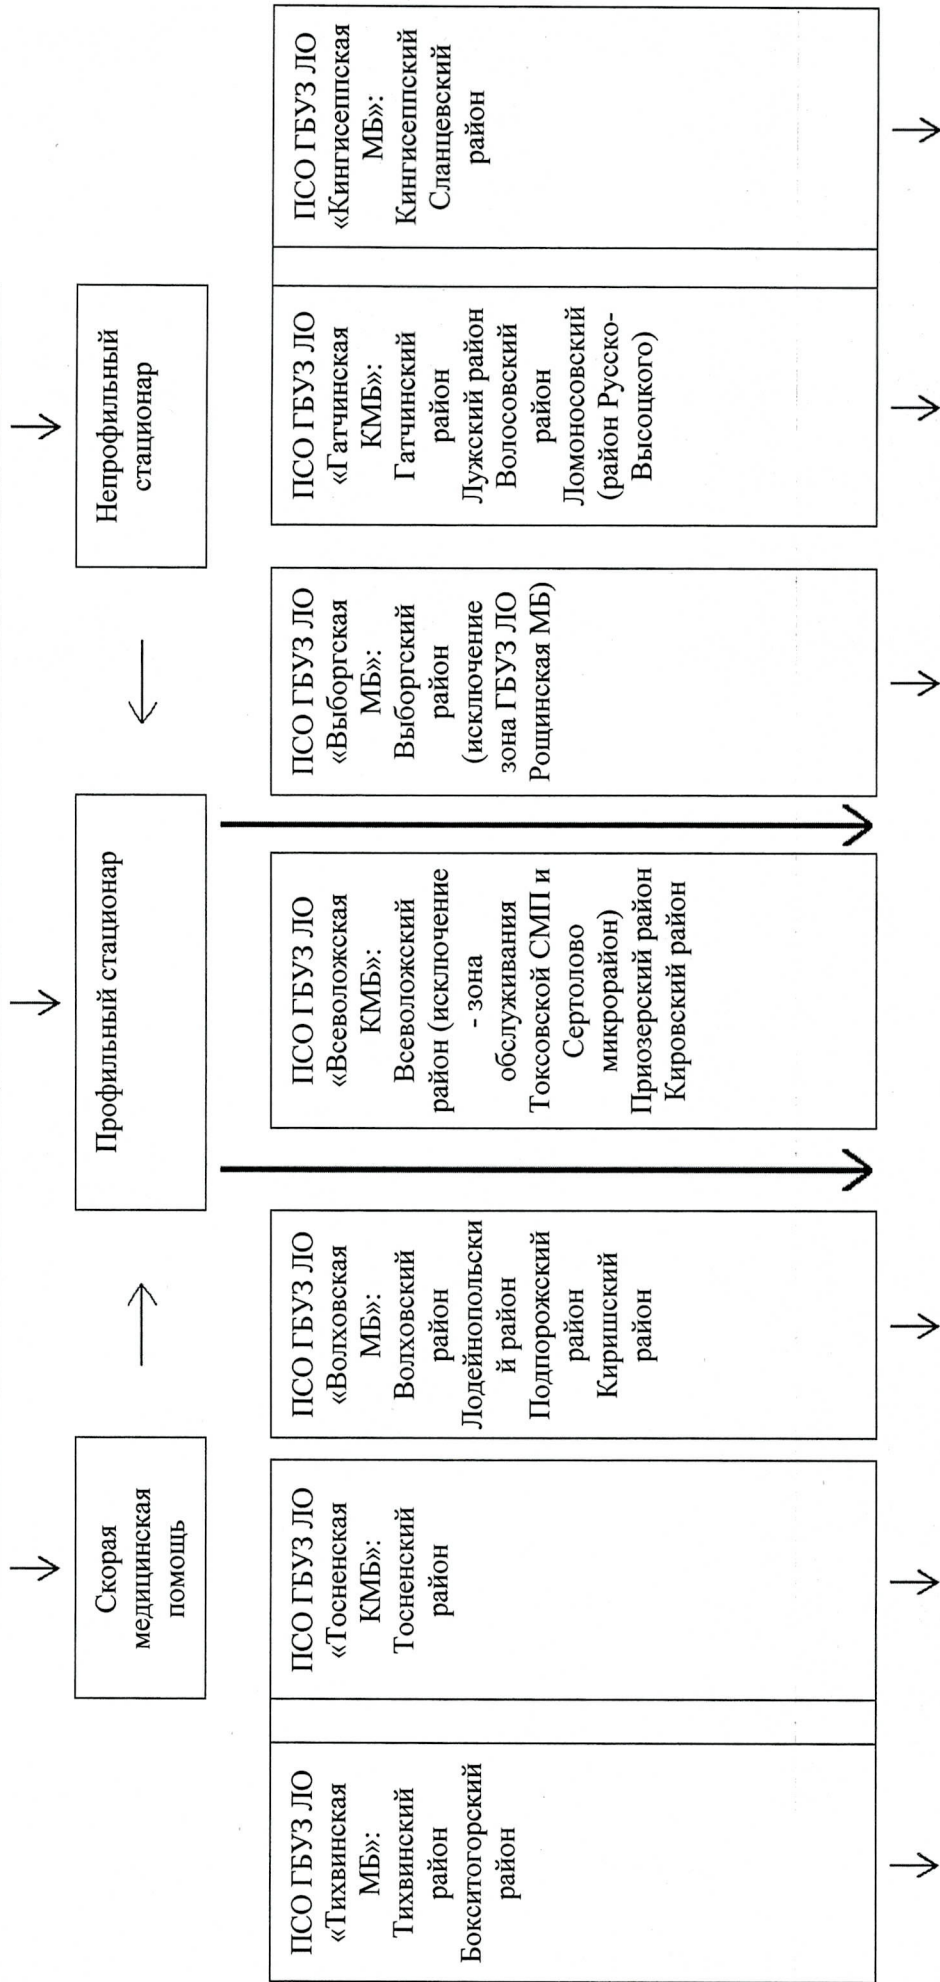 Скорая
медицинская
помощь
Профильный стационар
Непрофильный
стационар
ПСО ГБУЗ ЛО
«Тихвинская
МБ»:
Тихвинский
район
Бокситогорский
район
ПСО ГБУЗ ЛО
«Тосненская
КМБ»:
Тосненский
район
ПСО ГБУЗ ЛО
«Волховская
МБ»:
Волховский
район
Лодейнопольски
й район
Подпорожский
район
Киришский
район
ПСО ГБУЗ ЛО
«Всеволожская
КМБ»:
Всеволожский
район (исключение
- зона
обслуживания
Токсовской СМП и
Сертолово
микрорайон)
Приозерский район
Кировский район
ПСО ГБУЗ ЛО
«Выборгская
МБ»:
Выборгский
район
(исключение
зона ГБУЗ ЛО
Рощинская МБ)
ПСО ГБУЗ ЛО
«Гатчинская
КМБ»:
Гатчинский
район
Лужский район
Волосовский
район
Ломоносовский
(район Русско-
Высоцкого)
ПСО ГБУЗ ЛО
«Кингисеппская
МБ»:
Кингисеппский
Сланцевский
район